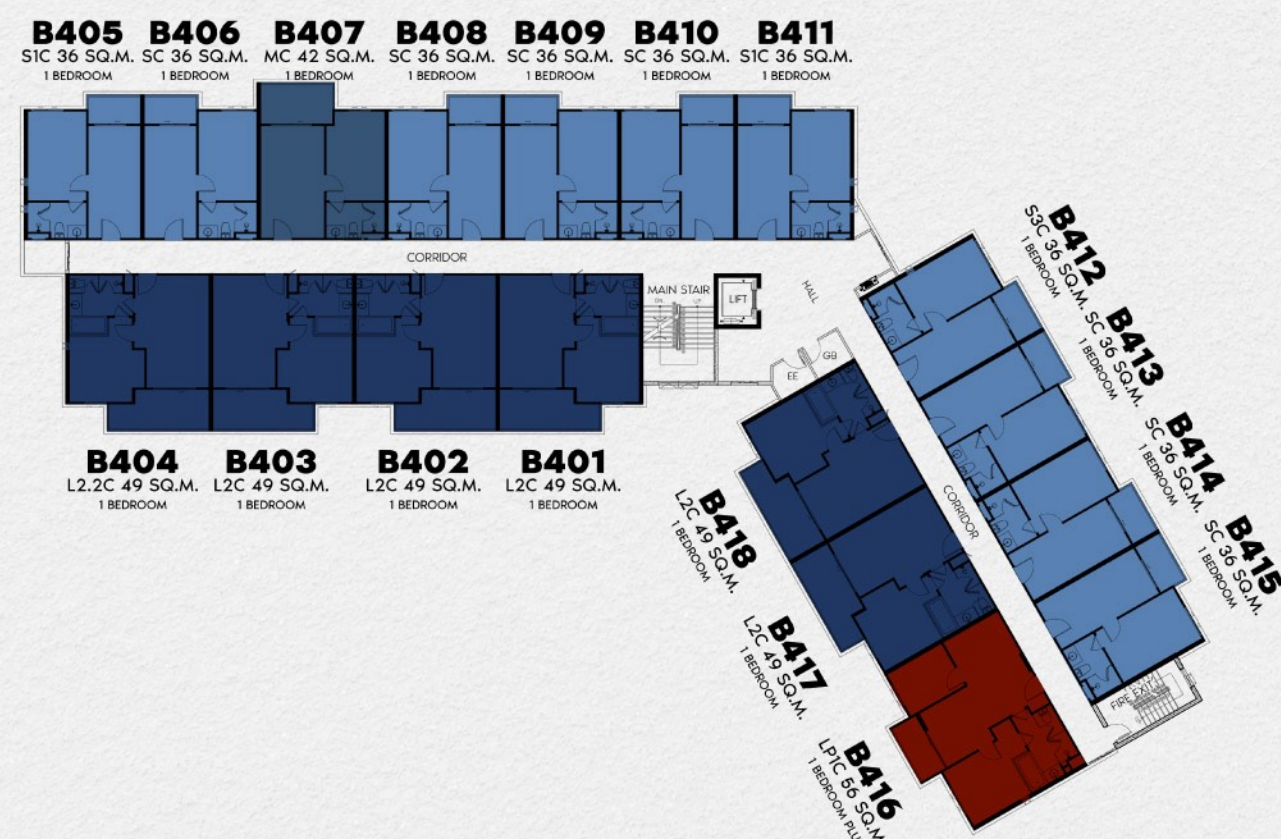 B405
S1C 36 SQ.M.
1 BEDROOM
B406
SC 36 SQ.M.
1 BEDROOM
B407
MC 42 SQ.M.
1 BEDROOM
B408
SC 36 SQ.M.
1 BEDROOM
B409
SC 36 SQ.M.
1 BEDROOM
B410
SC 36 SQ.M.
1 BEDROOM
B411
S1C 36 SQ.M.
1 BEDROOM
CORRIDOR
MAIN STAIR
DN.
UP
LIFT
HALL
GB
EE
B404
L2.2C 49 SQ.M.
1 BEDROOM
B403
L2C 49 SQ.M.
1 BEDROOM
B402
L2C 49 SQ.M.
1 BEDROOM
B401
L2C 49 SQ.M.
1 BEDROOM
B412
S3C 36 SQ.M.
1 BEDROOM
B413
SC 36 SQ.M.
1 BEDROOM
B414
SC 36 SQ.M.
1 BEDROOM
B415
SC 36 SQ.M.
1 BEDROOM
CORRIDOR
B418
L2C 49 SQ.M.
1 BEDROOM
B417
L2C 49 SQ.M.
1 BEDROOM
B416
LP1C 56 SQ.M.
1 BEDROOM
FIRE EXIT